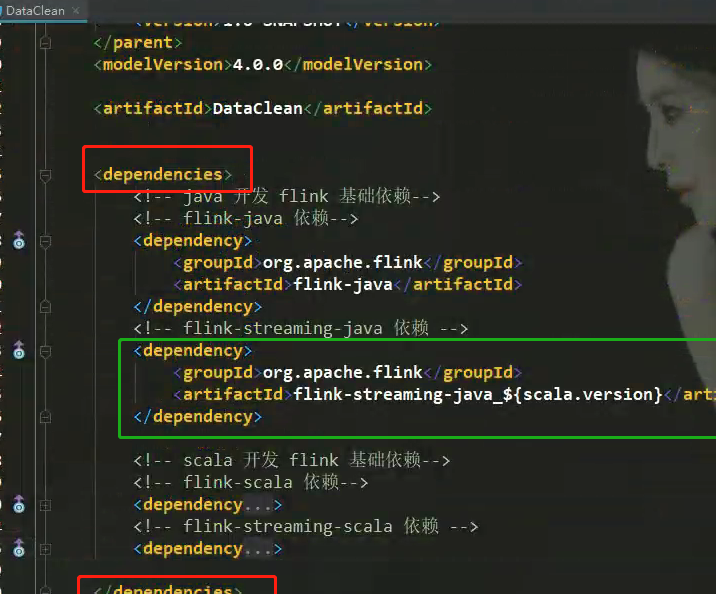 DataClean ×
<version>1.0-SNAPSHOT</version>
</parent>
<modelVersion>4.0.0</modelVersion>
<artifactId>DataClean</artifactId>
<dependencies>
<!-- java 开发 flink 基础依赖-->
<!-- flink-java 依赖-->
<dependency>
<groupId>org.apache.flink</groupId>
<artifactId>flink-java</artifactId>
</dependency>
<!-- flink-streaming-java 依赖 -->
<dependency>
<groupId>org.apache.flink</groupId>
<artifactId>flink-streaming-java_${scala.version}</arti
</dependency>
<!-- scala 开发 flink 基础依赖-->
<!-- flink-scala 依赖-->
<dependency...>
<!-- flink-streaming-scala 依赖 -->
<dependency...>
</dependencies>